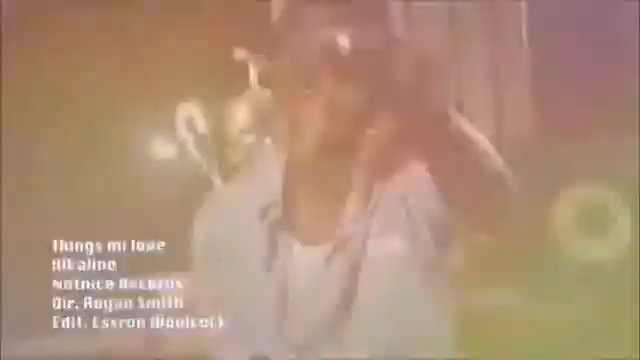 Things mi love
Alkaline
Notnice Records
Dir. Rogan Smith
Edit.